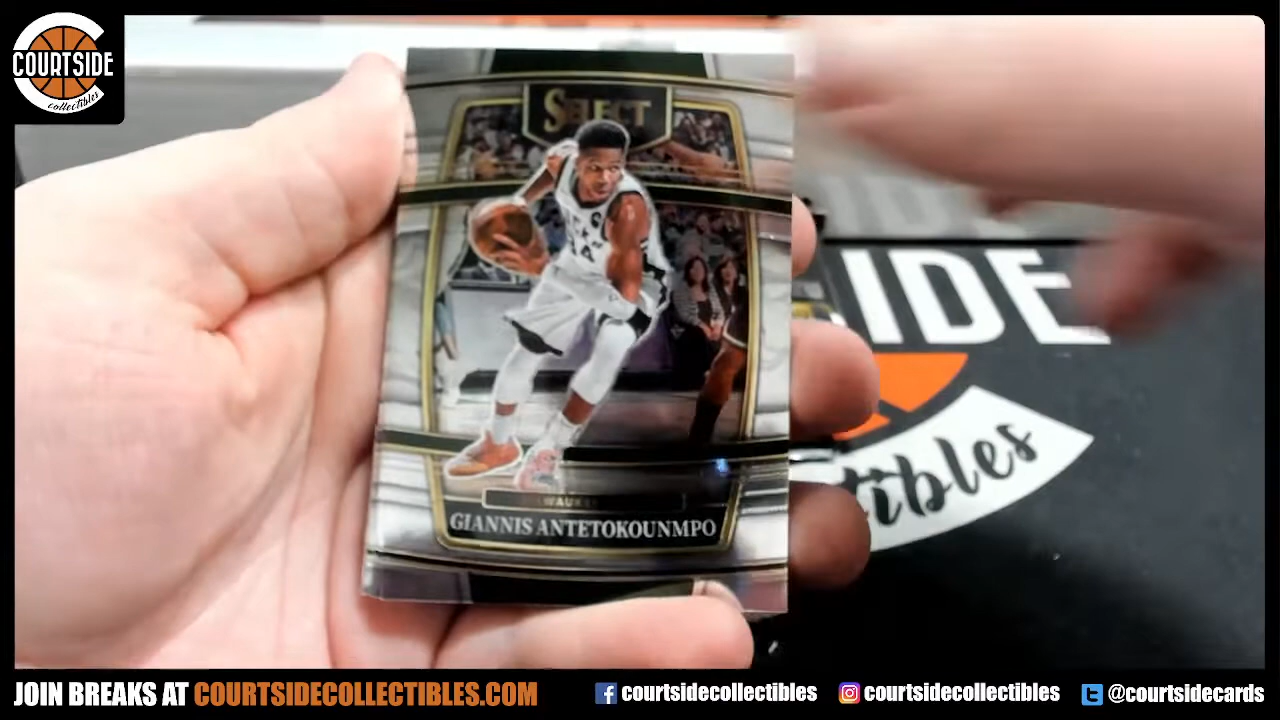 COURTSIDE
collectibles
SELECT
IDE
tibles
GIANNIS ANTETOKOUNMPO
JOIN BREAKS AT COURTSIDECOLLECTIBLES.COM
courtsidecollectibles
courtsidecollectibles
@courtsidecards